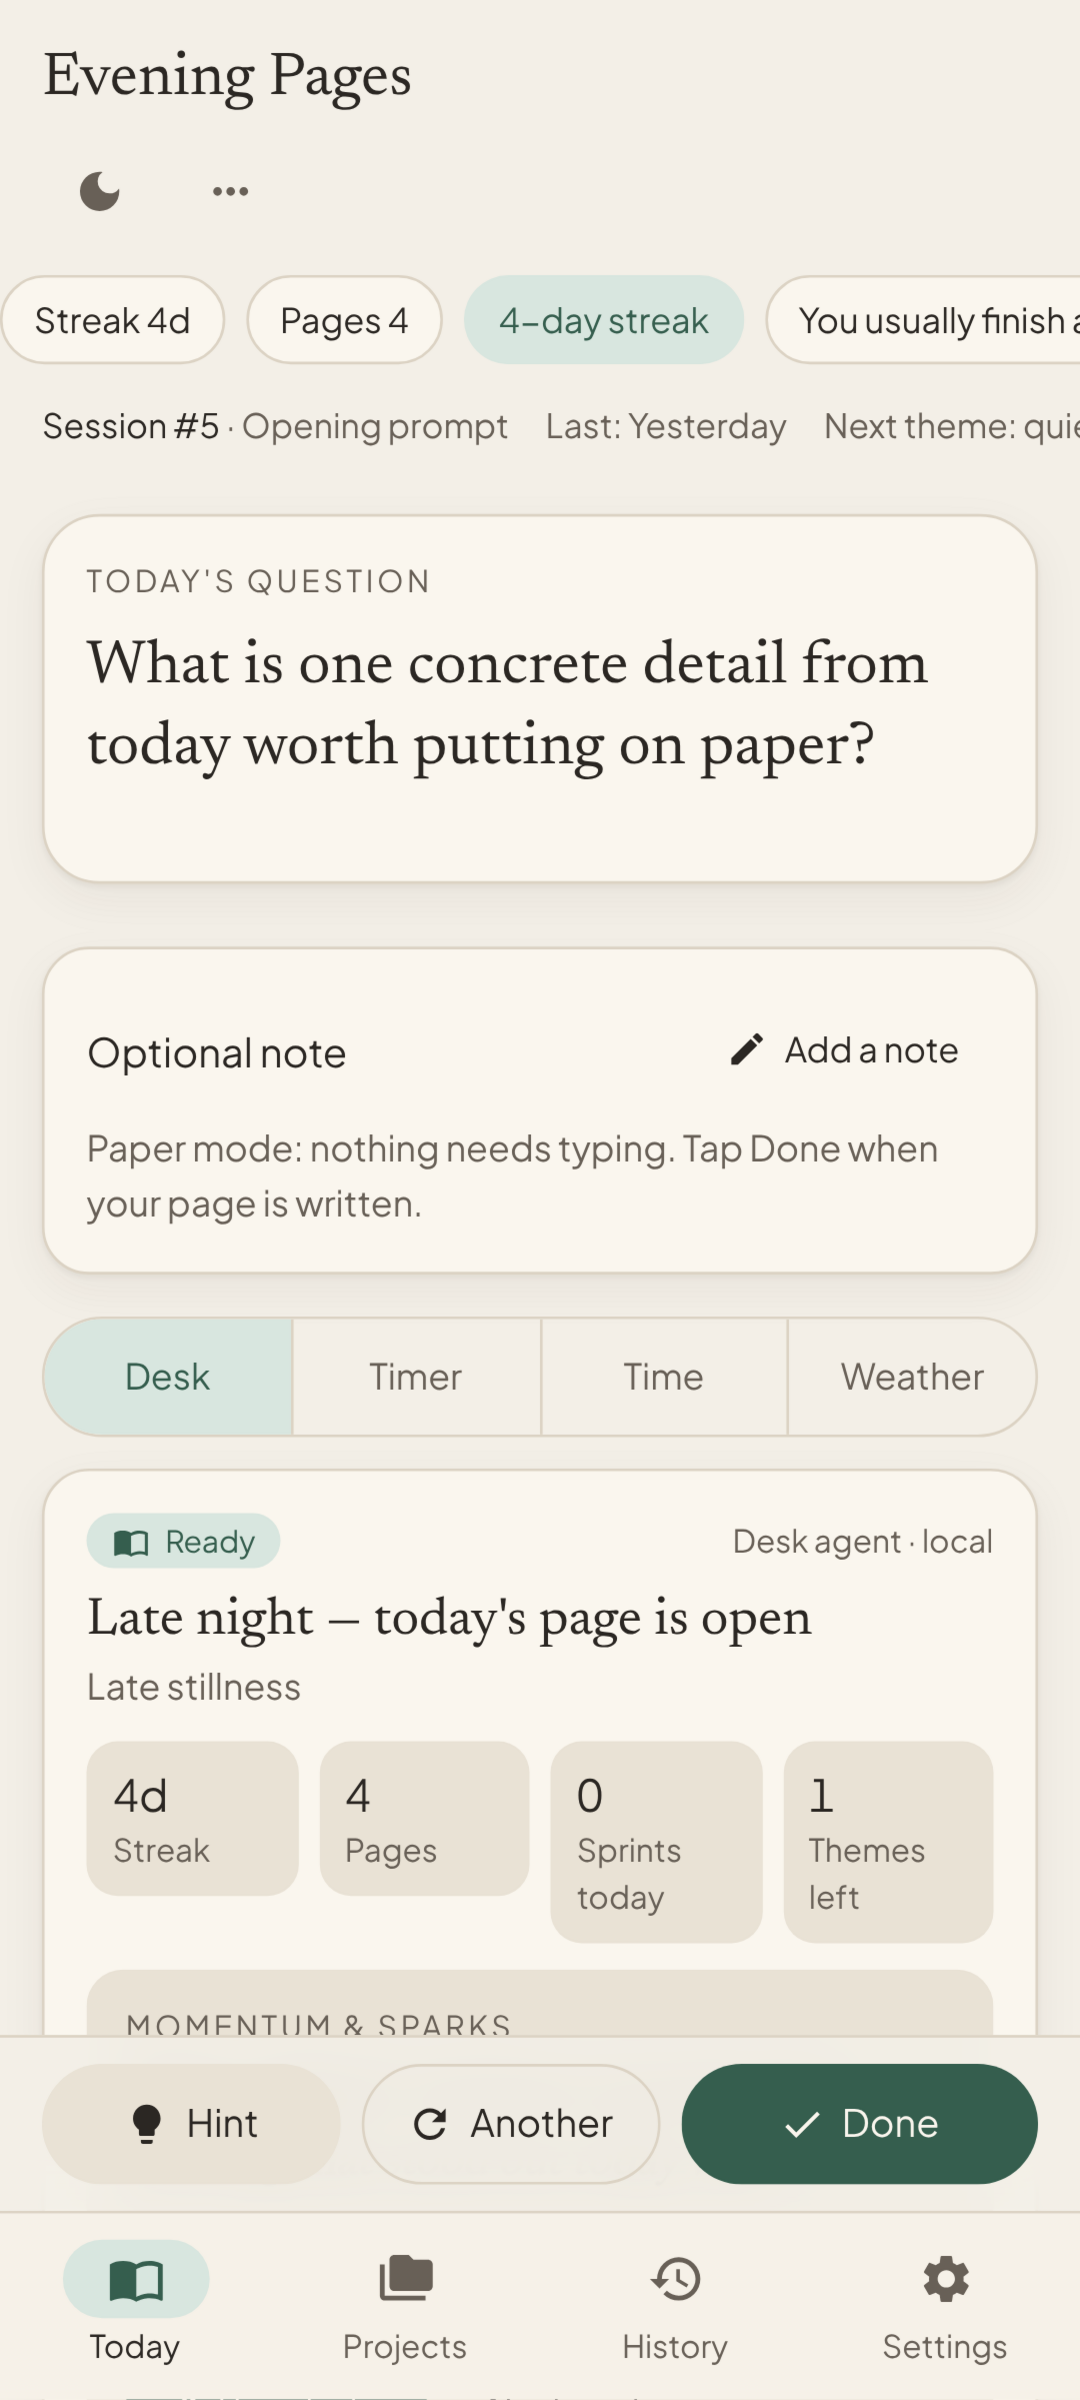 Evening Pages
Streak 4d
Pages 4
4–day streak
You usually finish
Session #5 · Opening prompt
Last: Yesterday
Next theme:
TODAY'S QUESTION
What is one concrete detail from
today worth putting on paper?
Optional note
Add a note
Paper mode: nothing needs typing. Tap Done when
your page is written.
Desk
Timer
Time
Weather
Ready
Desk agent · local
Late night – today's page is open
Late stillness
4d
Streak
4
Pages
0
Sprints
today
1
Themes
left
MOMENTUM & SPARKS
Hint
Another
Done
Today
Projects
History
Settings